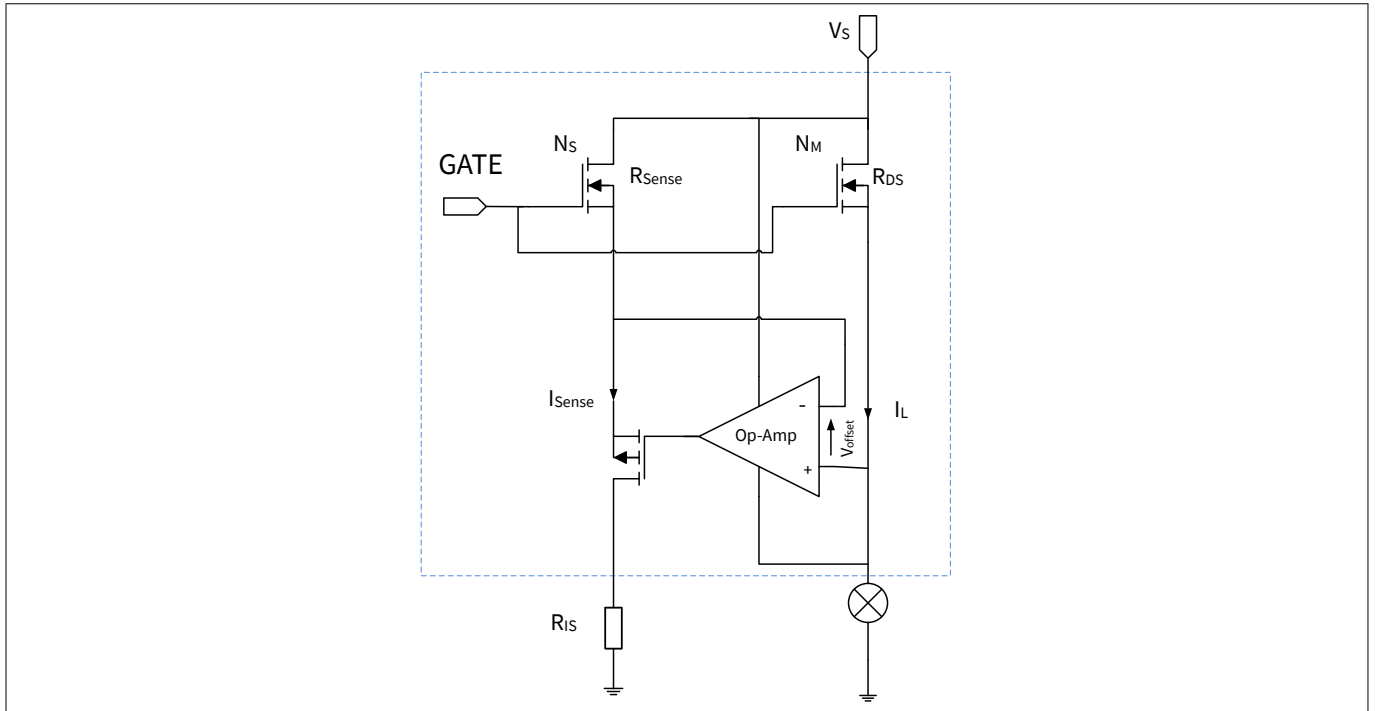 VS
NS
NM
GATE
RSense
RDS
ISense
-
IL
Op-Amp
Voffset
+
RIS